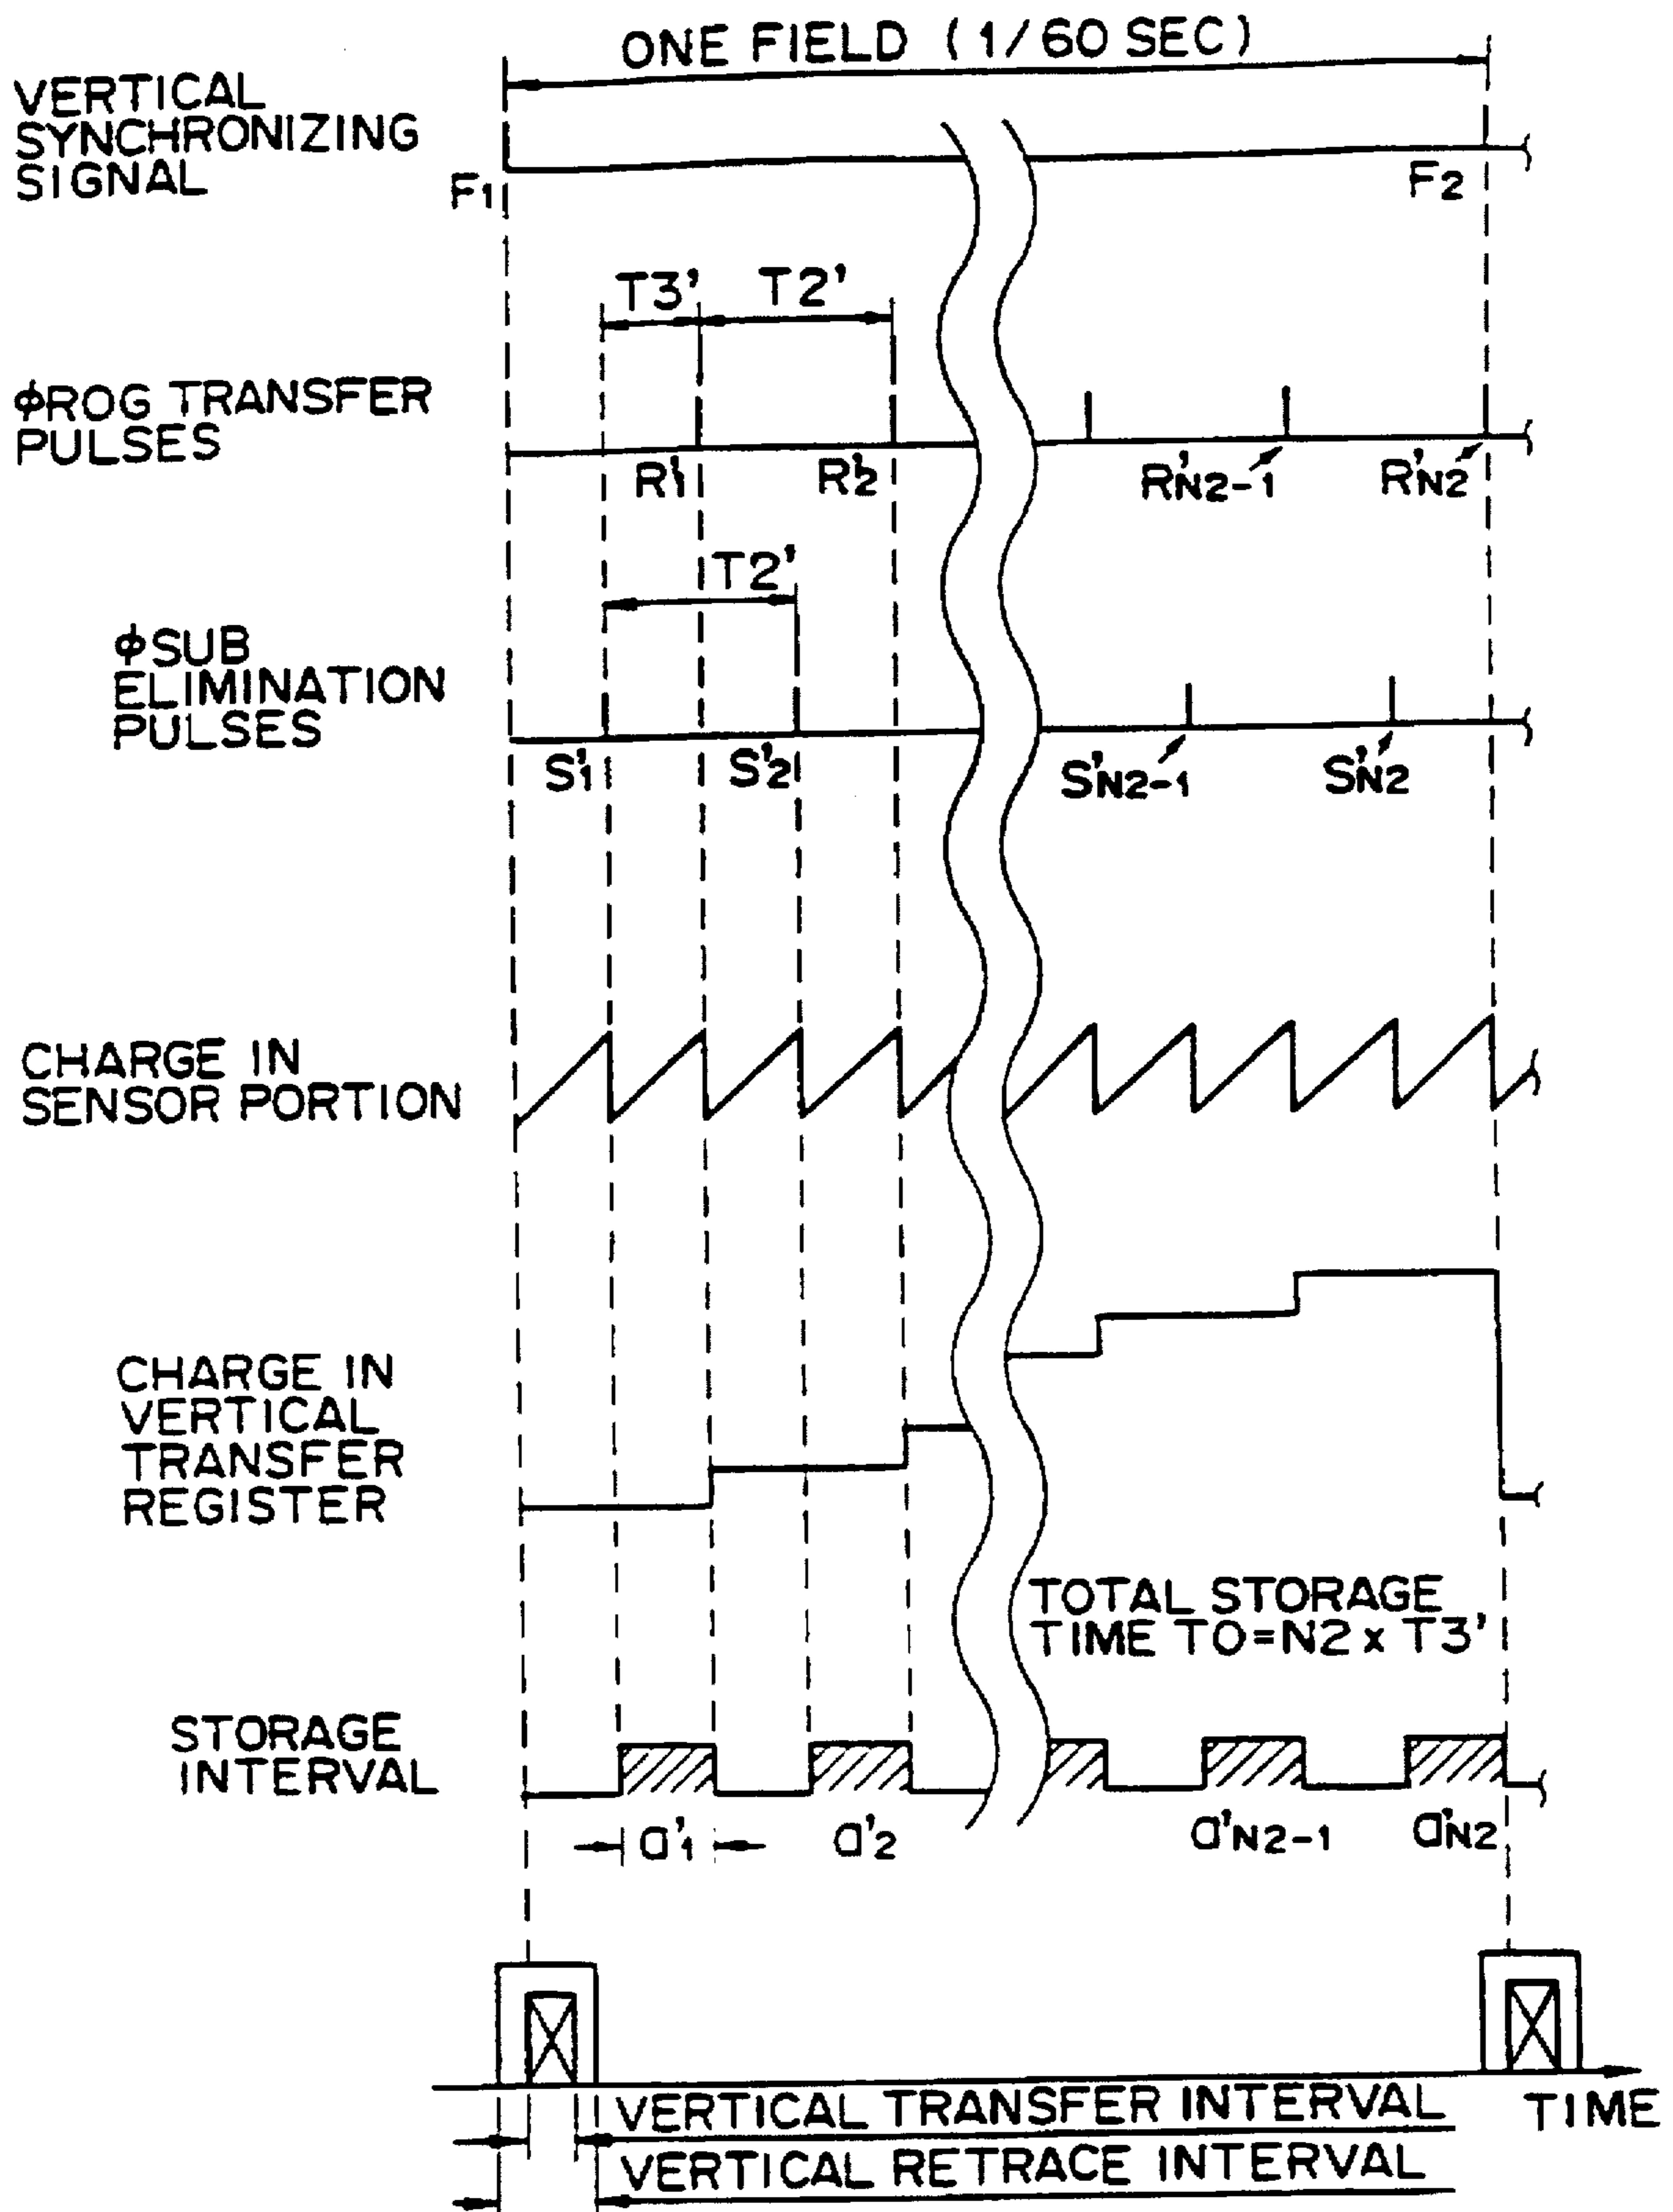 ONE FIELD (1/60 SEC)
VERTICAL
SYNCHRONIZING
SIGNAL
F1
F2
T3'
T2'
ΦROG TRANSFER
PULSES
R'1
R'2
R'N2-1
R'N2
T2'
ΦSUB
ELIMINATION
PULSES
S'1
S'2
S'N2-1
S'N2
CHARGE IN
SENSOR PORTION
CHARGE IN
VERTICAL
TRANSFER
REGISTER
TOTAL STORAGE
TIME TO=N2 x T3'
STORAGE
INTERVAL
a'1
a'2
a'N2-1
a'N2
VERTICAL TRANSFER INTERVAL
TIME
VERTICAL RETRACE INTERVAL